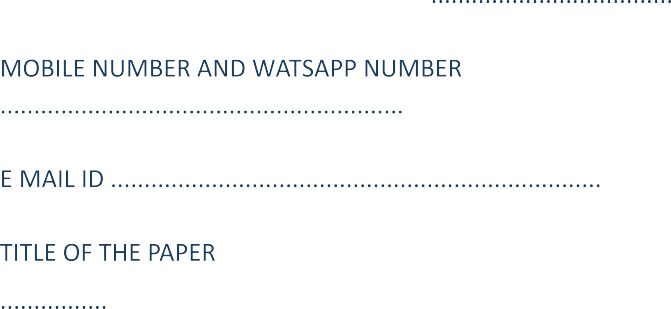 ....................................
MOBILE NUMBER AND WATSAPP NUMBER
............................................................
E MAIL ID .........................................................................
TITLE OF THE PAPER
................